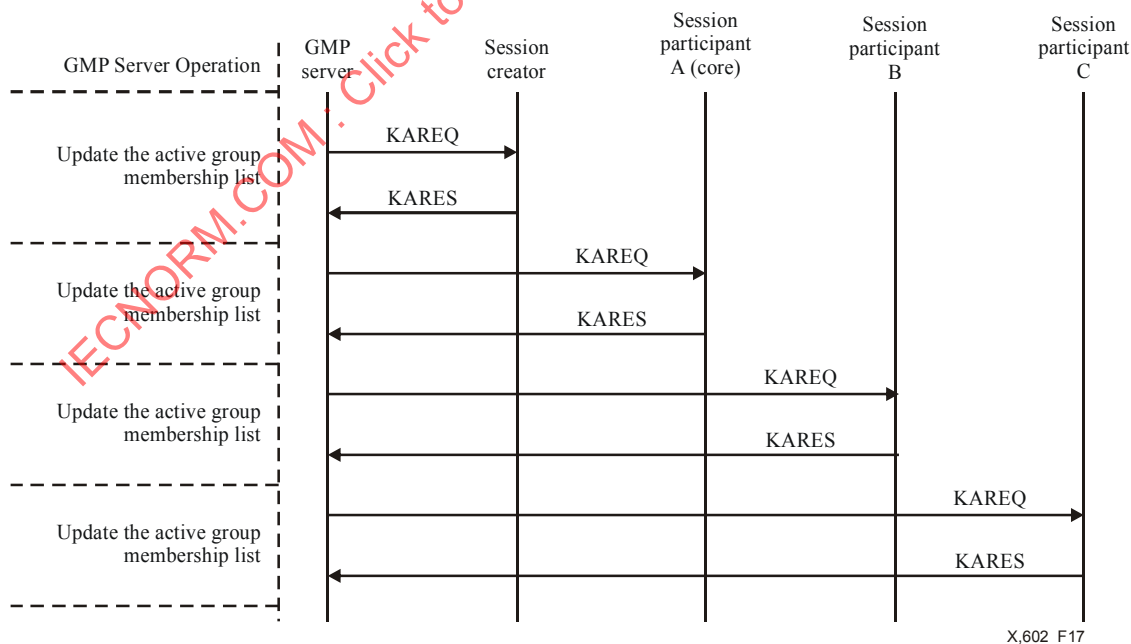 GMP Server Operation
GMP
server
Session
creator
Session
participant
A (core)
Session
participant
B
Session
participant
C
Update the active group
membership list
KAREQ
KARES
Update the active group
membership list
KAREQ
KARES
Update the active group
membership list
KAREQ
KARES
Update the active group
membership list
KAREQ
KARES
X,602_F17
IECNORM.COM : Click to